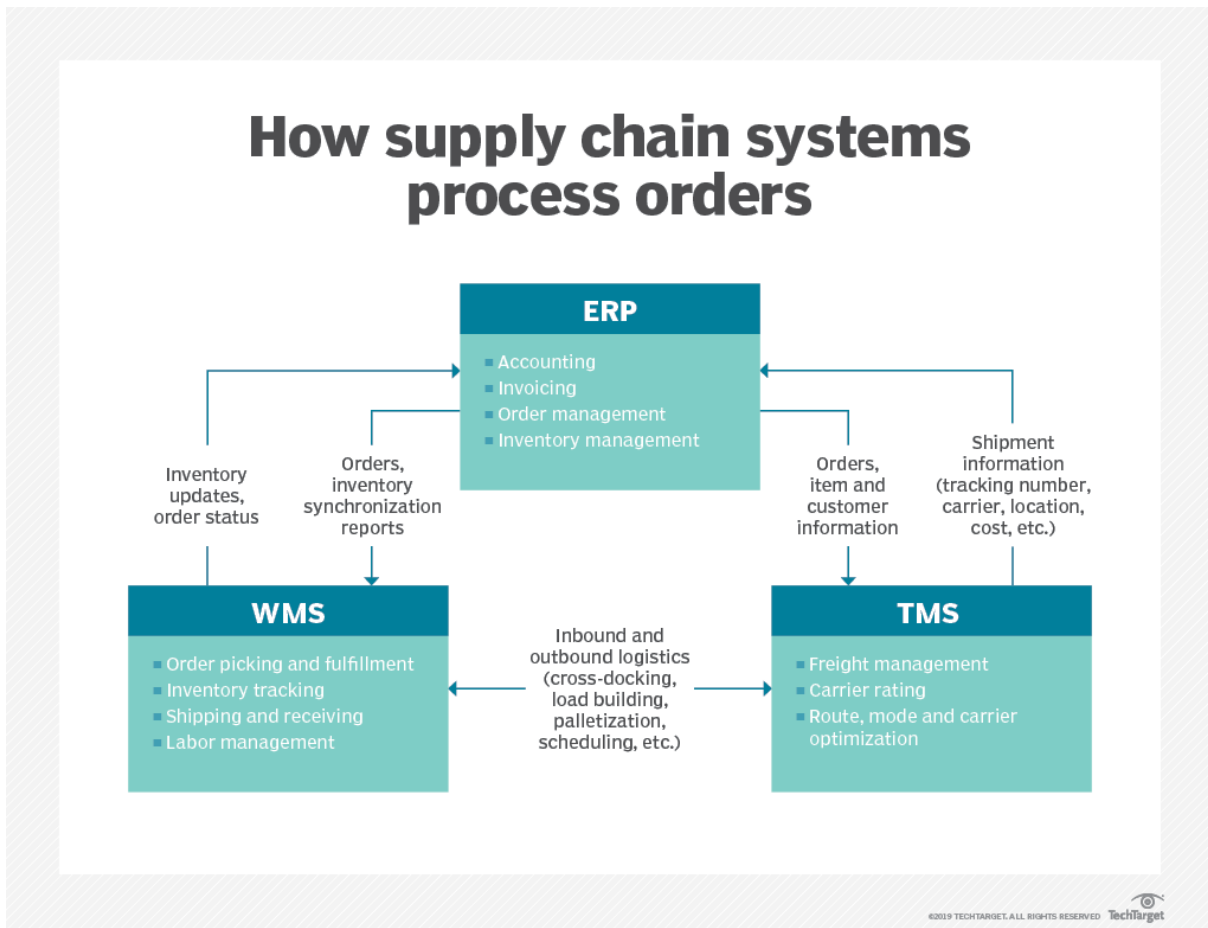 How supply chain systems
process orders
ERP
■ Accounting
■ Invoicing
■ Order management
■ Inventory management
Inventory
updates,
order status
Orders,
inventory
synchronization
reports
Orders,
item and
customer
information
Shipment
information
(tracking number,
carrier, location,
cost, etc.)
WMS
■ Order picking and fulfillment
■ Inventory tracking
■ Shipping and receiving
■ Labor management
Inbound and
outbound logistics
(cross-docking,
load building,
palletization,
scheduling, etc.)
TMS
■ Freight management
■ Carrier rating
■ Route, mode and carrier
optimization
©2019 TECHTARGET. ALL RIGHTS RESERVED TechTarget